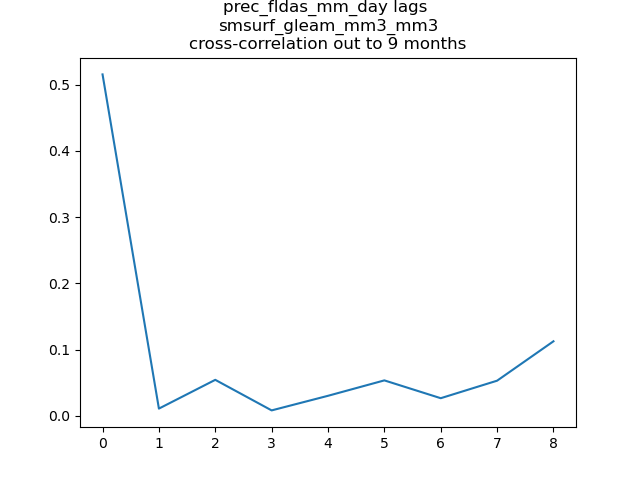 prec_fldas_mm_day lags
smsurf_gleam_mm3_mm3
cross-correlation out to 9 months
0.5
0.4
0.3
0.2
0.1
0.0
0 1 2 3 4 5 6 7 8